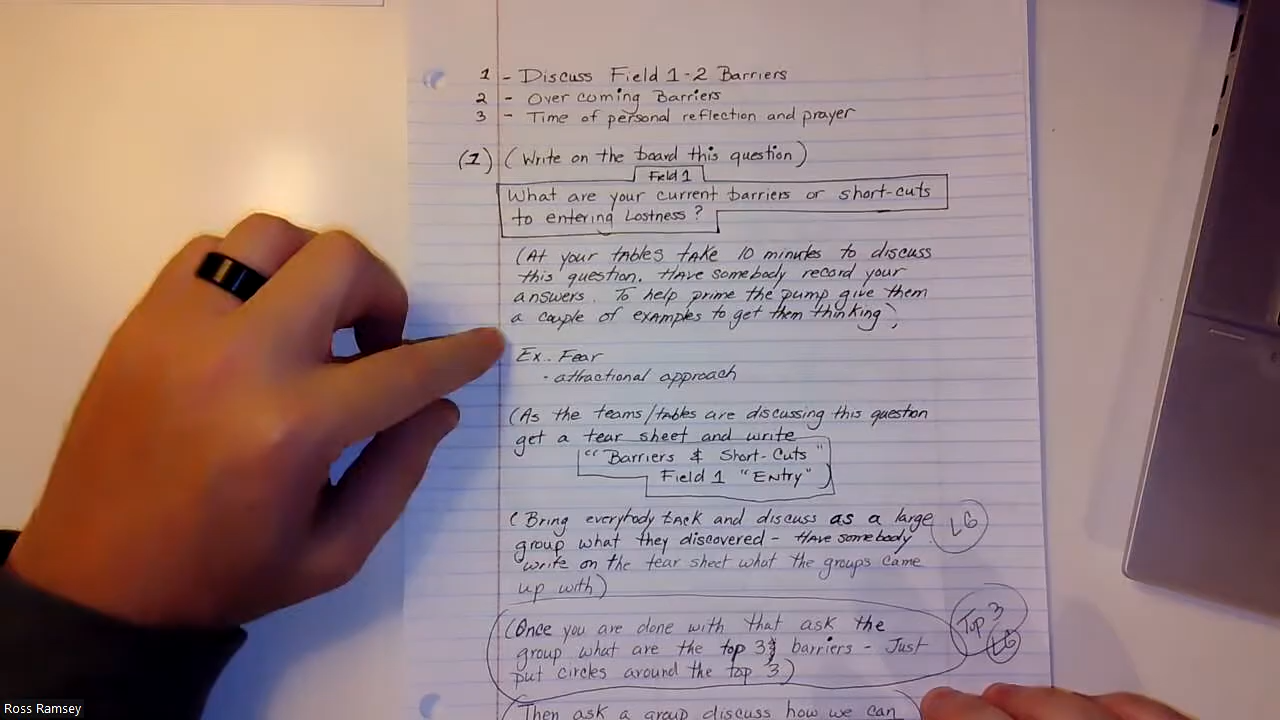 1 - Discuss Field 1-2 Barriers
2 - Over coming Barriers
3 - Time of personal reflection and prayer
(1) (Write on the board this question)
Field 1
What are your current barriers or short-cuts
to entering Lostness?
(At your tables take 10 minutes to discuss
this question. Have somebody record your
answers. To help prime the pump give them
a couple of examples to get them thinking),
Ex. Fear
· attractional approach
(As the teams/tables are discussing this question
get a tear sheet and write
"Barriers & Short-Cuts"
Field 1 "Entry")
(Bring everybody back and discuss as a large
group what they discovered - Have somebody
write on the tear sheet what the groups came
up with)
LG
(Once you are done with that ask the
group what are the top 3 barriers - Just
put circles around the top 3)
Top 3
LG
(Then ask a group discuss how we can
Ross Ramsey